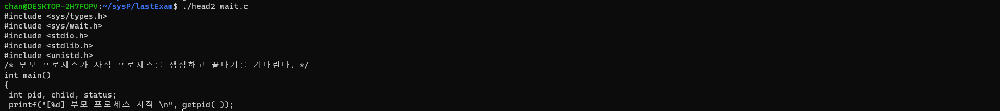 chan@DESKTOP-2H7FOPV:~/sysP/lastExam$ ./head2 wait.c
#include <sys/types.h>
#include <sys/wait.h>
#include <stdio.h>
#include <stdlib.h>
#include <unistd.h>
/* 부모 프로세스가 자식 프로세스를 생성하고 끝나기를 기다린다. */
int main()
{
 int pid, child, status;
 printf("[%d] 부모 프로세스 시작 \n", getpid( ));